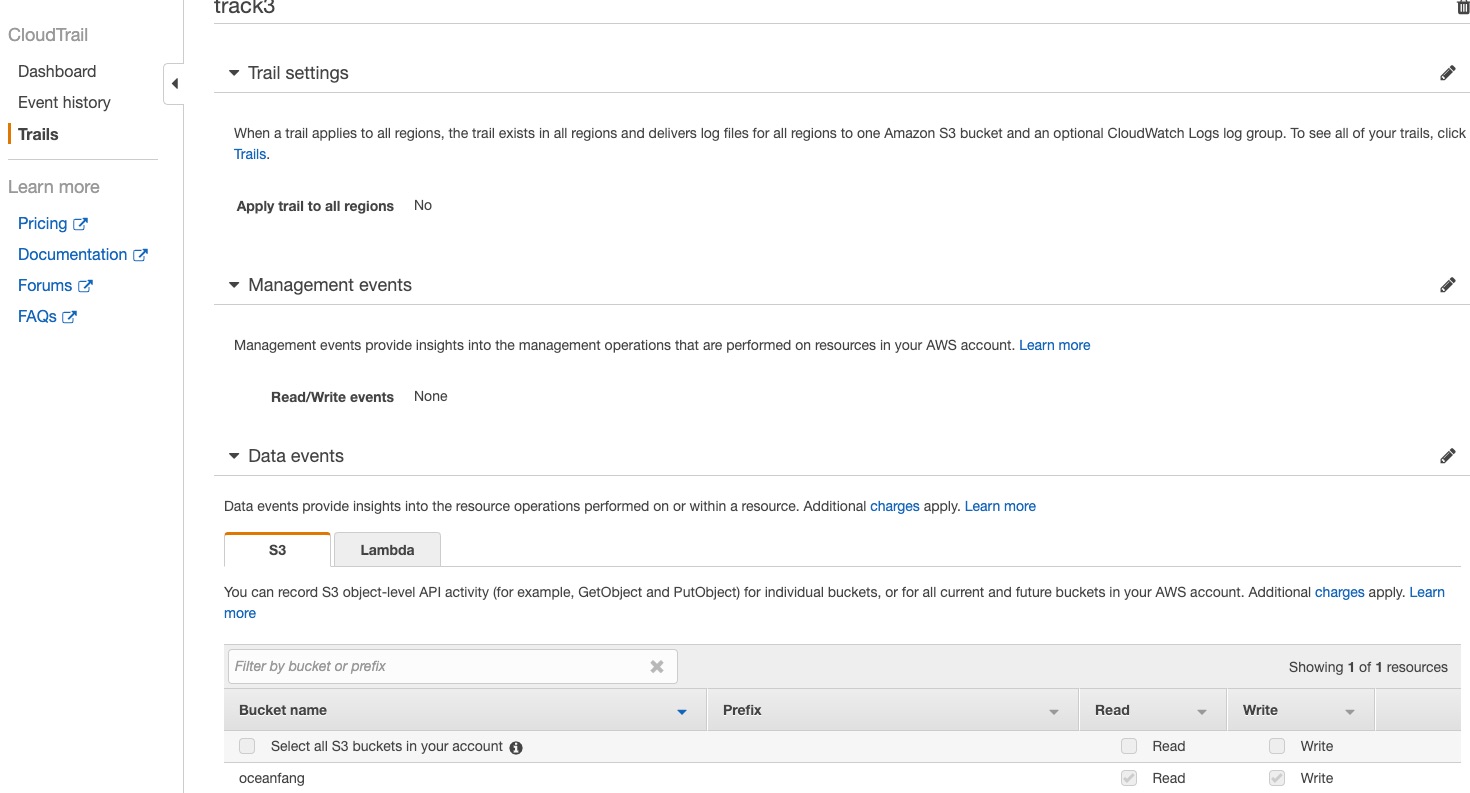 track3
CloudTrail
Dashboard
Event history
Trails
Learn more
Pricing
Documentation
Forums
FAQs
Trail settings
When a trail applies to all regions, the trail exists in all regions and delivers log files for all regions to one Amazon S3 bucket and an optional CloudWatch Logs log group. To see all of your trails, click
Trails.
Apply trail to all regions No
Management events
Management events provide insights into the management operations that are performed on resources in your AWS account. Learn more
Read/Write events None
Data events
Data events provide insights into the resource operations performed on or within a resource. Additional charges apply. Learn more
S3 Lambda
You can record S3 object-level API activity (for example, GetObject and PutObject) for individual buckets, or for all current and future buckets in your AWS account. Additional charges apply. Learn
more
Filter by bucket or prefix Showing 1 of 1 resources
Bucket name Prefix Read Write
Select all S3 buckets in your account Read Write
oceanfang Read Write